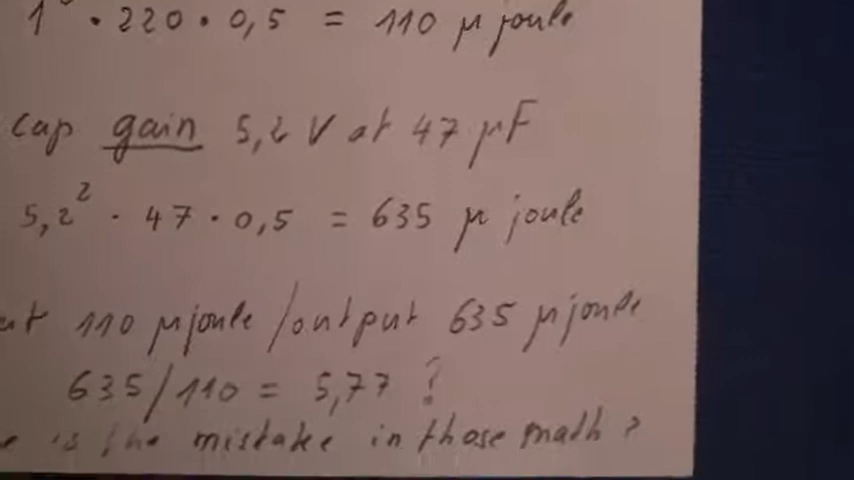 1 · 220 · 0,5 = 110 µ joule
cap gain 5,2 V at 47 µF
5,2² · 47 · 0,5 = 635 µ joule
110 µjoule / output 635 µjoule
635/110 = 5,77 ?
is the mistake in those math ?